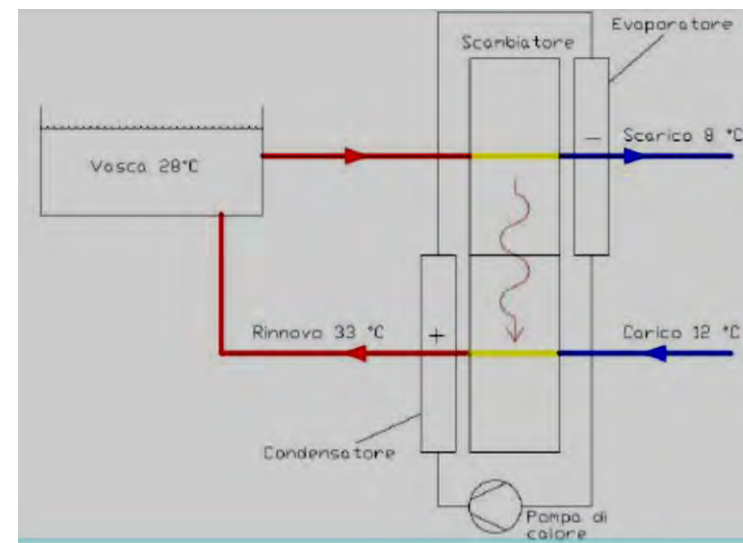 Evaporatore
Scambiatore
−
Scarico 8 °C
Vasca 28°C
Rinnovo 33 °C
+
Carico 12 °C
Condensatore
Pompa di
calore